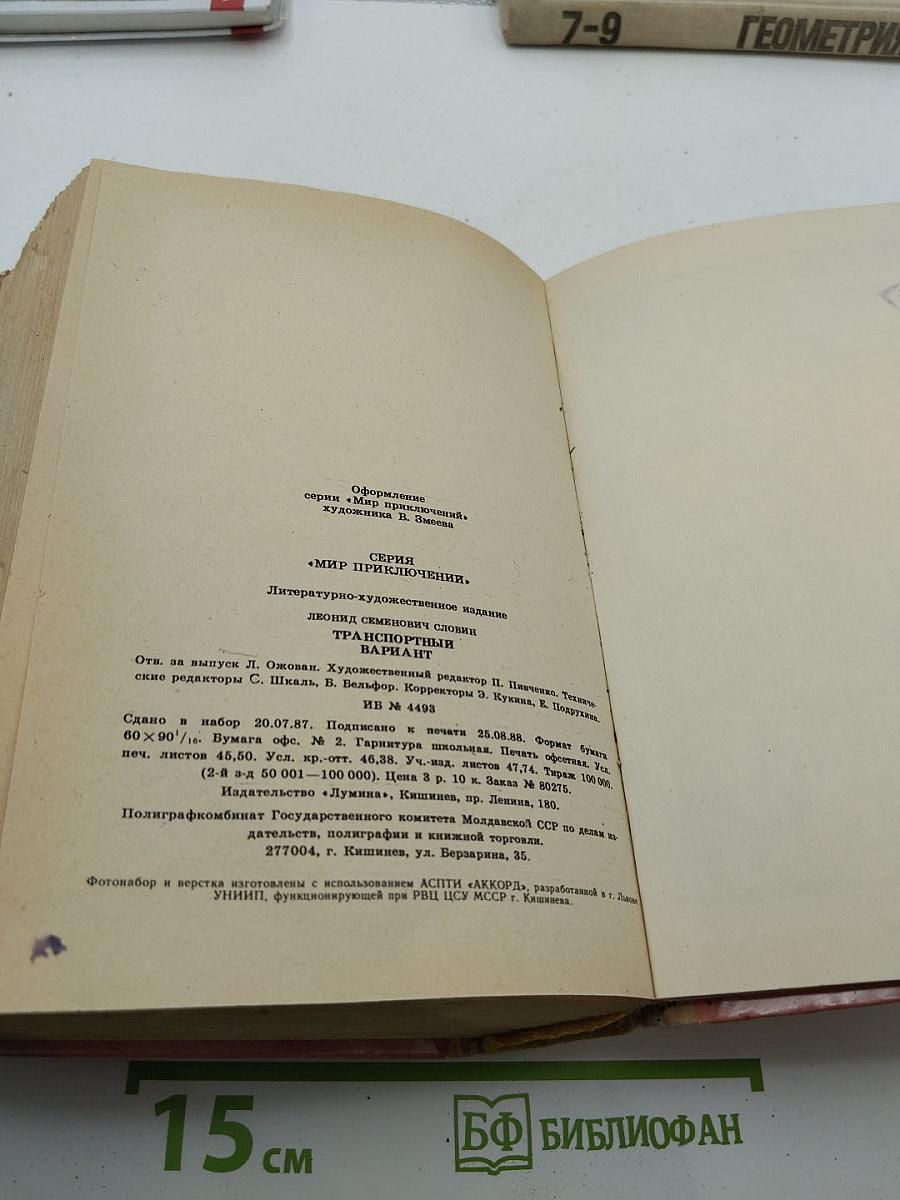 7-9 ГЕОМЕТРИЯ
Оформление
серии «Мир приключений»
художника В. Змеева
СЕРИЯ
«МИР ПРИКЛЮЧЕНИЙ»
Литературно-художественное издание
ЛЕОНИД СЕМЕНОВИЧ СЛОВИН
ТРАНСПОРТНЫЙ
ВАРИАНТ
Отв. за выпуск Л. Ожован. Художественный редактор П. Пивченко. Техниче-
ские редакторы С. Шкаль, В. Вельфор. Корректоры Э. Кукина, Е. Подрухина.
ИБ № 4493
Сдано в набор 20.07.87. Подписано к печати 25.08.88. Формат бумаги
60×90¹/₁₆. Бумага офс. № 2. Гарнитура школьная. Печать офсетная. Усл.
печ. листов 45,50. Усл. кр.-отт. 46,38. Уч.-изд. листов 47,74. Тираж 100 000.
(2-й з-д 50 001—100 000). Цена 3 р. 10 к. Заказ № 80275.
Издательство «Лумина», Кишинев, пр. Ленина, 180.
Полиграфкомбинат Государственного комитета Молдавской ССР по делам из-
дательств, полиграфии и книжной торговли.
277004, г. Кишинев, ул. Берзарина, 35.
Фотонабор и верстка изготовлены с использованием АСПТИ «АККОРД», разработанной в г. Львове
УНИИП, функционирующей при РВЦ ЦСУ МССР г. Кишинева.
15 см
БФ БИБЛИОФАН